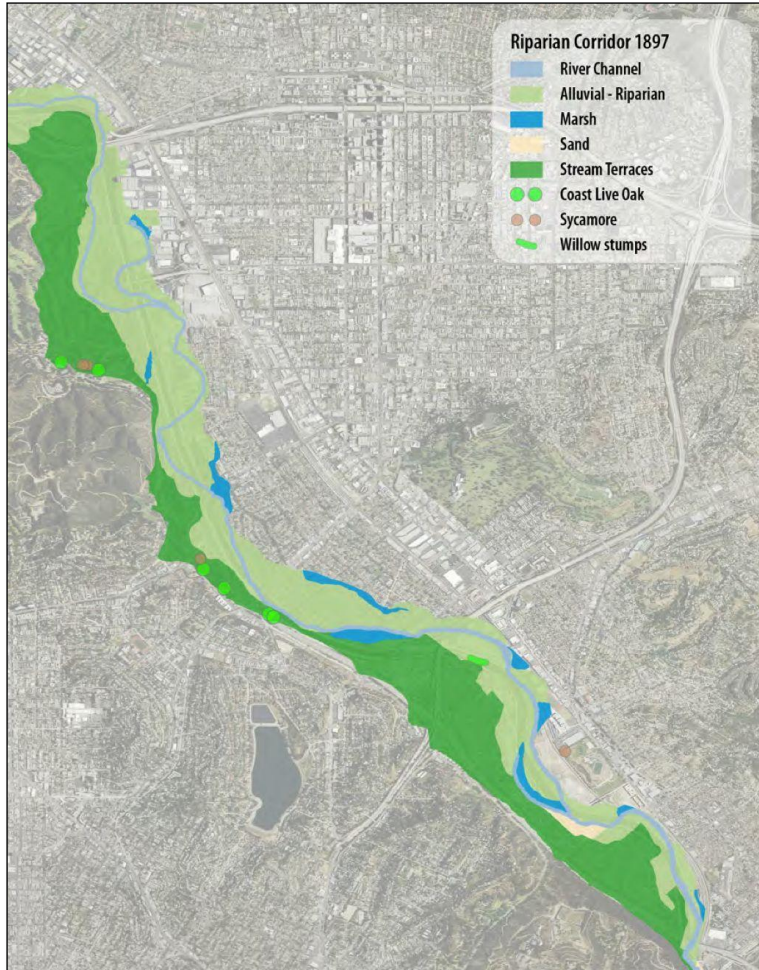 Riparian Corridor 1897
River Channel
Alluvial - Riparian
Marsh
Sand
Stream Terraces
Coast Live Oak
Sycamore
Willow stumps